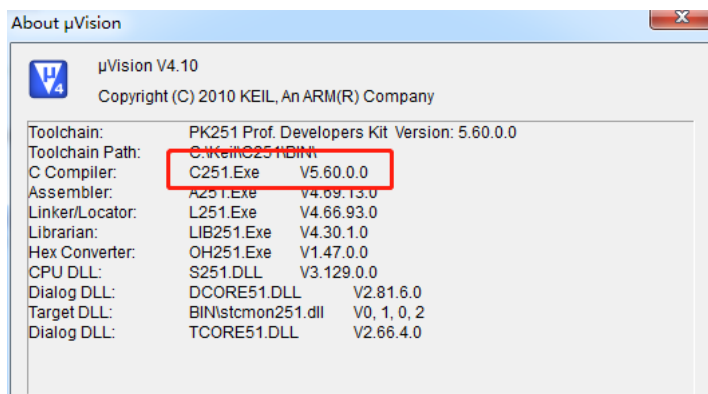 About µVision
µVision V4.10
Copyright (C) 2010 KEIL, An ARM(R) Company
Toolchain: PK251 Prof. Developers Kit Version: 5.60.0.0
Toolchain Path: C:\Keil\C251\BIN\
C Compiler: C251.Exe V5.60.0.0
Assembler: A251.Exe V4.69.13.0
Linker/Locator: L251.Exe V4.66.93.0
Librarian: LIB251.Exe V4.30.1.0
Hex Converter: OH251.Exe V1.47.0.0
CPU DLL: S251.DLL V3.129.0.0
Dialog DLL: DCORE51.DLL V2.81.6.0
Target DLL: BIN\stcmon251.dll V0, 1, 0, 2
Dialog DLL: TCORE51.DLL V2.66.4.0